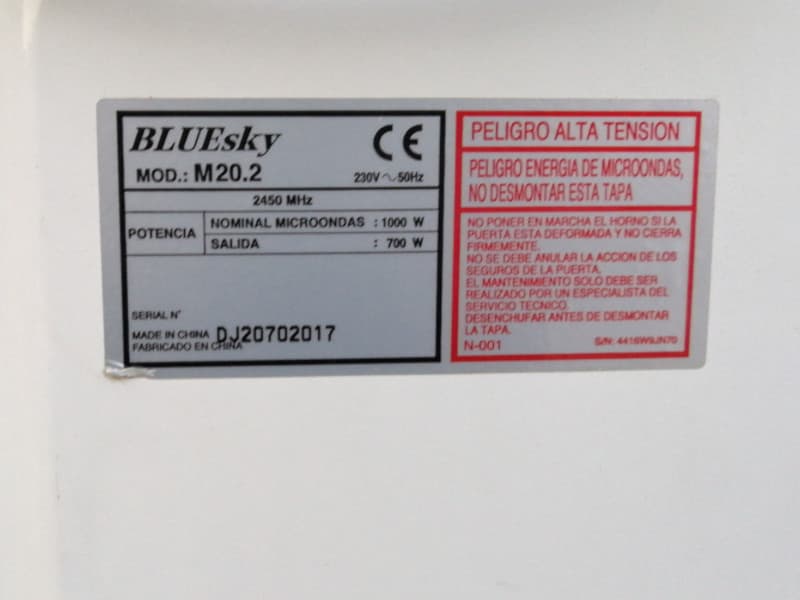 BLUEsky CE
MOD.: M20.2 230V ~ 50Hz
2450 MHz
POTENCIA
NOMINAL MICROONDAS : 1000 W
SALIDA : 700 W
SERIAL N°
MADE IN CHINA DJ20702017
FABRICADO EN CHINA
PELIGRO ALTA TENSION
PELIGRO ENERGIA DE MICROONDAS,
NO DESMONTAR ESTA TAPA
NO PONER EN MARCHA EL HORNO SI LA
PUERTA ESTA DEFORMADA Y NO CIERRA
FIRMEMENTE.
NO SE DEBE ANULAR LA ACCION DE LOS
SEGUROS DE LA PUERTA.
EL MANTENIMIENTO SOLO DEBE SER
REALIZADO POR UN ESPECIALISTA DEL
SERVICIO TECNICO.
DESENCHUFAR ANTES DE DESMONTAR
LA TAPA.
N-001 S/N: 4416W9JN70